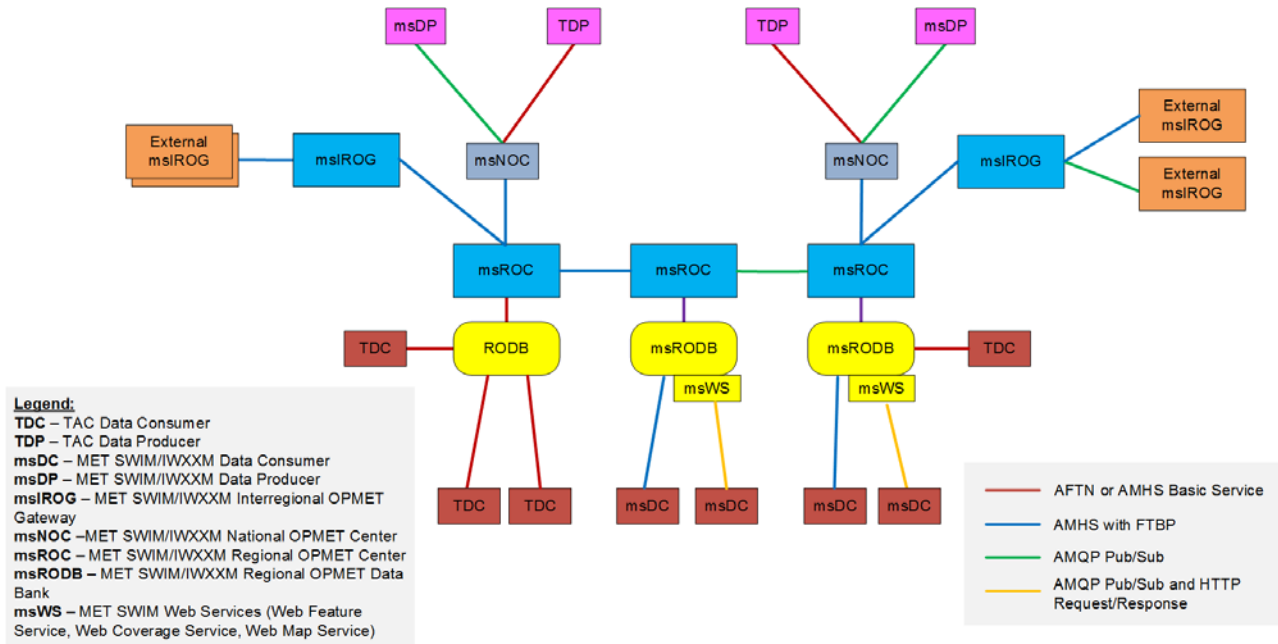 msDP
TDP
TDP
msDP
External
msIROG
msIROG
msNOC
msNOC
msIROG
External
msIROG
External
msIROG
msROC
msROC
msROC
TDC
RODB
msRODB
msWS
msRODB
msWS
TDC
TDC
TDC
msDC
msDC
msDC
msDC
Legend:
TDC – TAC Data Consumer
TDP – TAC Data Producer
msDC – MET SWIM/IWXXM Data Consumer
msDP – MET SWIM/IWXXM Data Producer
msIROG – MET SWIM/IWXXM Interregional OPMET
Gateway
msNOC –MET SWIM/IWXXM National OPMET Center
msROC – MET SWIM/IWXXM Regional OPMET Center
msRODB – MET SWIM/IWXXM Regional OPMET Data
Bank
msWS – MET SWIM Web Services (Web Feature
Service, Web Coverage Service, Web Map Service)
AFTN or AMHS Basic Service
AMHS with FTBP
AMQP Pub/Sub
AMQP Pub/Sub and HTTP
Request/Response